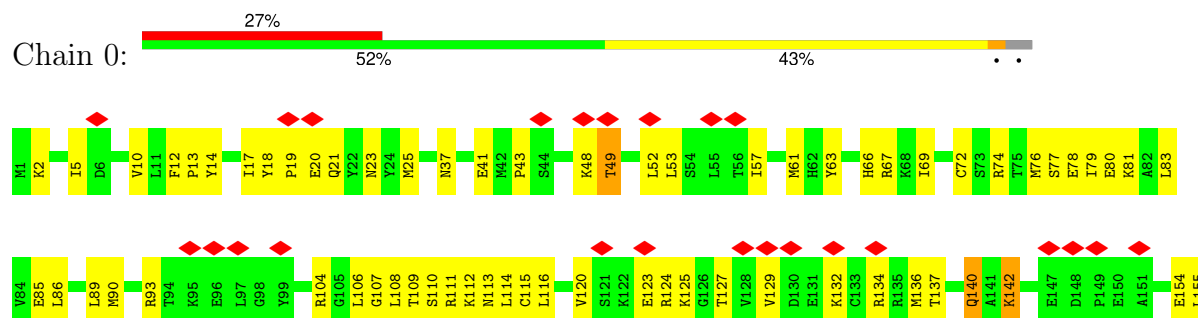 27%
Chain 0:
52% 43% • •
M1 K2 I5 D6 V10 L11 F12 P13 Y14 I17 Y18 P19 E20 Q21 Y22 N23 Y24 M25 N37 E41 M42 P43 S44 K48 T49 L52 L53 S54 L55 T56 I57 M61 H62 Y63 H66 R67 K68 I69 C72 S73 R74 T75 M76 S77 E78 I79 E80 K81 A82 L83
V84 E85 L86 L89 M90 R93 T94 K95 E96 L97 G98 Y99 R104 G105 L106 G107 L108 T109 S110 R111 K112 N113 L114 C115 L116 V120 S121 K122 E123 R124 K125 G126 T127 V128 V129 D130 E131 K132 C133 R134 R135 M136 T137 Q140 A141 K142 E147 D148 P149 E150 A151 E154 L155